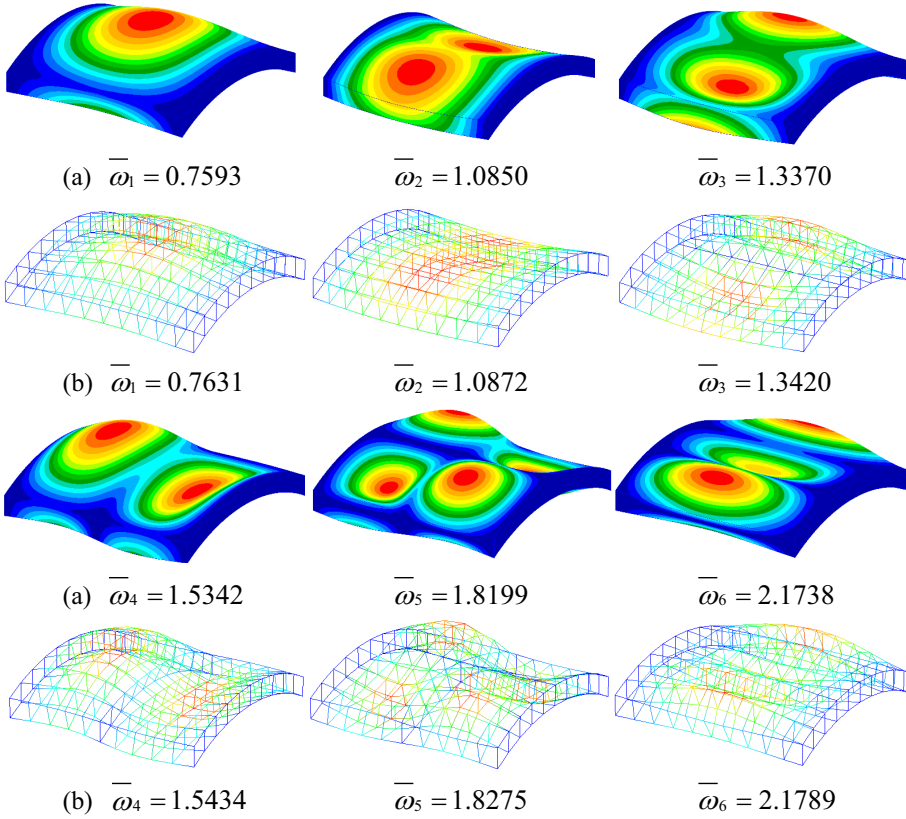 (a) ω̅₁ = 0.7593 ω̅₂ = 1.0850 ω̅₃ = 1.3370
(b) ω̅₁ = 0.7631 ω̅₂ = 1.0872 ω̅₃ = 1.3420
(a) ω̅₄ = 1.5342 ω̅₅ = 1.8199 ω̅₆ = 2.1738
(b) ω̅₄ = 1.5434 ω̅₅ = 1.8275 ω̅₆ = 2.1789